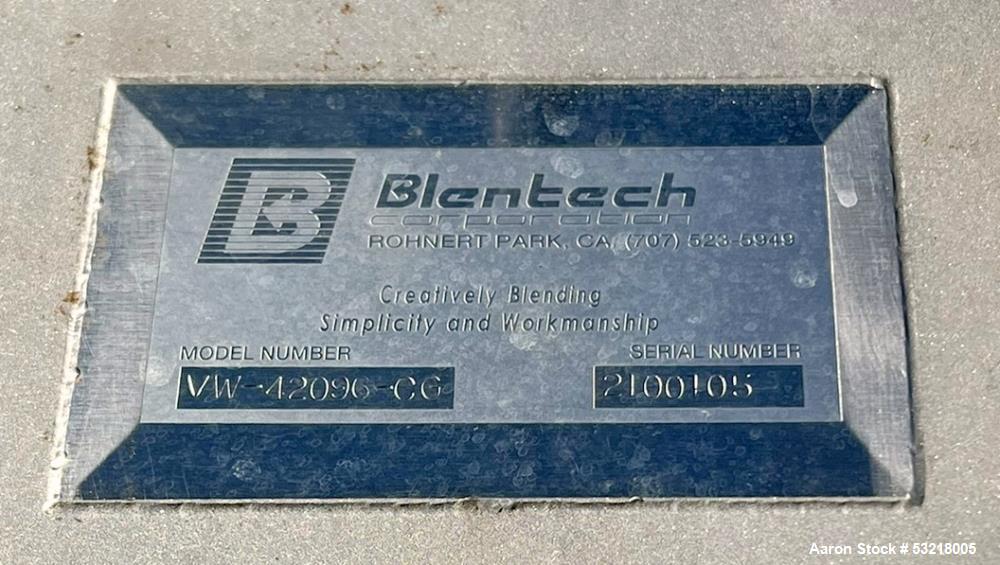 B
Blentech
corporation
ROHNERT PARK, CA, (707) 523-5949
Creatively Blending
Simplicity and Workmanship
MODEL NUMBER SERIAL NUMBER
VW-42096-CG 2100105
Aaron Stock # 53218005